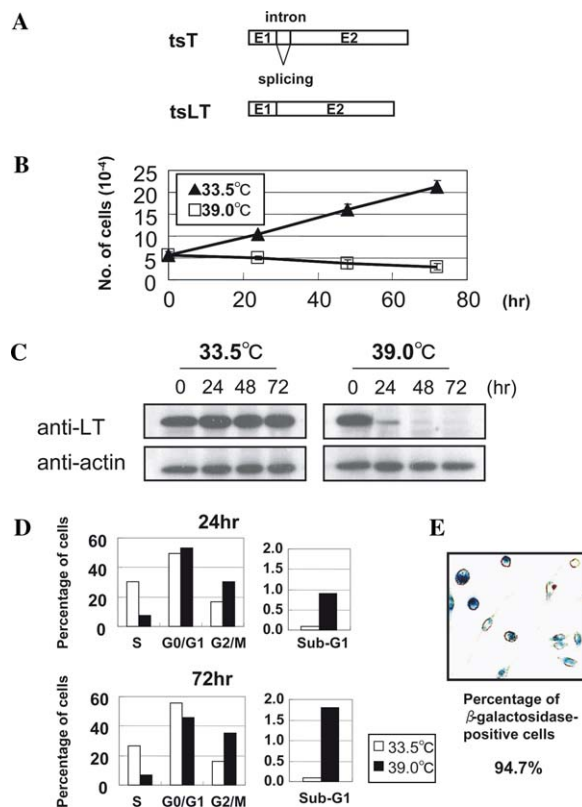 A
intron
tsT
E1
E2
splicing
tsLT
E1
E2
B
No. of cells (10⁻⁴)
25
20
15
10
5
0
▲33.5°C
□39.0°C
0 20 40 60 80 (hr)
C
33.5°C 39.0°C
0 24 48 72 0 24 48 72 (hr)
anti-LT
anti-actin
D
24hr
Percentage of cells
60
40
20
0
S G0/G1 G2/M
2.0
1.5
1.0
0.5
0.0
Sub-G1
72hr
Percentage of cells
60
40
20
0
S G0/G1 G2/M
2.0
1.5
1.0
0.5
0.0
Sub-G1
33.5°C
39.0°C
E
Percentage of
β-galactosidase-
positive cells
94.7%